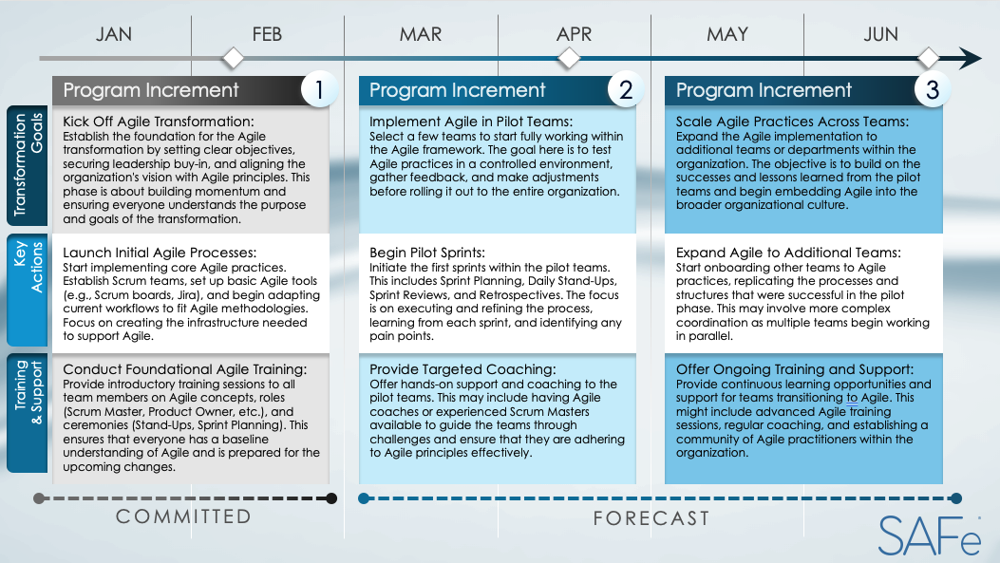 JAN
FEB
MAR
APR
MAY
JUN
Program Increment
1
Program Increment
2
Program Increment
3
Transformation
Goals
Kick Off Agile Transformation:
Establish the foundation for the Agile
transformation by setting clear objectives,
securing leadership buy-in, and aligning the
organization's vision with Agile principles. This
phase is about building momentum and
ensuring everyone understands the purpose
and goals of the transformation.
Implement Agile in Pilot Teams:
Select a few teams to start fully working within
the Agile framework. The goal here is to test
Agile practices in a controlled environment,
gather feedback, and make adjustments
before rolling it out to the entire organization.
Scale Agile Practices Across Teams:
Expand the Agile implementation to
additional teams or departments within the
organization. The objective is to build on the
successes and lessons learned from the pilot
teams and begin embedding Agile into the
broader organizational culture.
Key
Actions
Launch Initial Agile Processes:
Start implementing core Agile practices.
Establish Scrum teams, set up basic Agile tools
(e.g., Scrum boards, Jira), and begin adapting
current workflows to fit Agile methodologies.
Focus on creating the infrastructure needed
to support Agile.
Begin Pilot Sprints:
Initiate the first sprints within the pilot teams.
This includes Sprint Planning, Daily Stand-Ups,
Sprint Reviews, and Retrospectives. The focus
is on executing and refining the process,
learning from each sprint, and identifying any
pain points.
Expand Agile to Additional Teams:
Start onboarding other teams to Agile
practices, replicating the processes and
structures that were successful in the pilot
phase. This may involve more complex
coordination as multiple teams begin working
in parallel.
Training
& Support
Conduct Foundational Agile Training:
Provide introductory training sessions to all
team members on Agile concepts, roles
(Scrum Master, Product Owner, etc.), and
ceremonies (Stand-Ups, Sprint Planning). This
ensures that everyone has a baseline
understanding of Agile and is prepared for the
upcoming changes.
Provide Targeted Coaching:
Offer hands-on support and coaching to the
pilot teams. This may include having Agile
coaches or experienced Scrum Masters
available to guide the teams through
challenges and ensure that they are adhering
to Agile principles effectively.
Offer Ongoing Training and Support:
Provide continuous learning opportunities and
support for teams transitioning to Agile. This
might include advanced Agile training
sessions, regular coaching, and establishing a
community of Agile practitioners within the
organization.
COMMITTED
FORECAST
SAFe